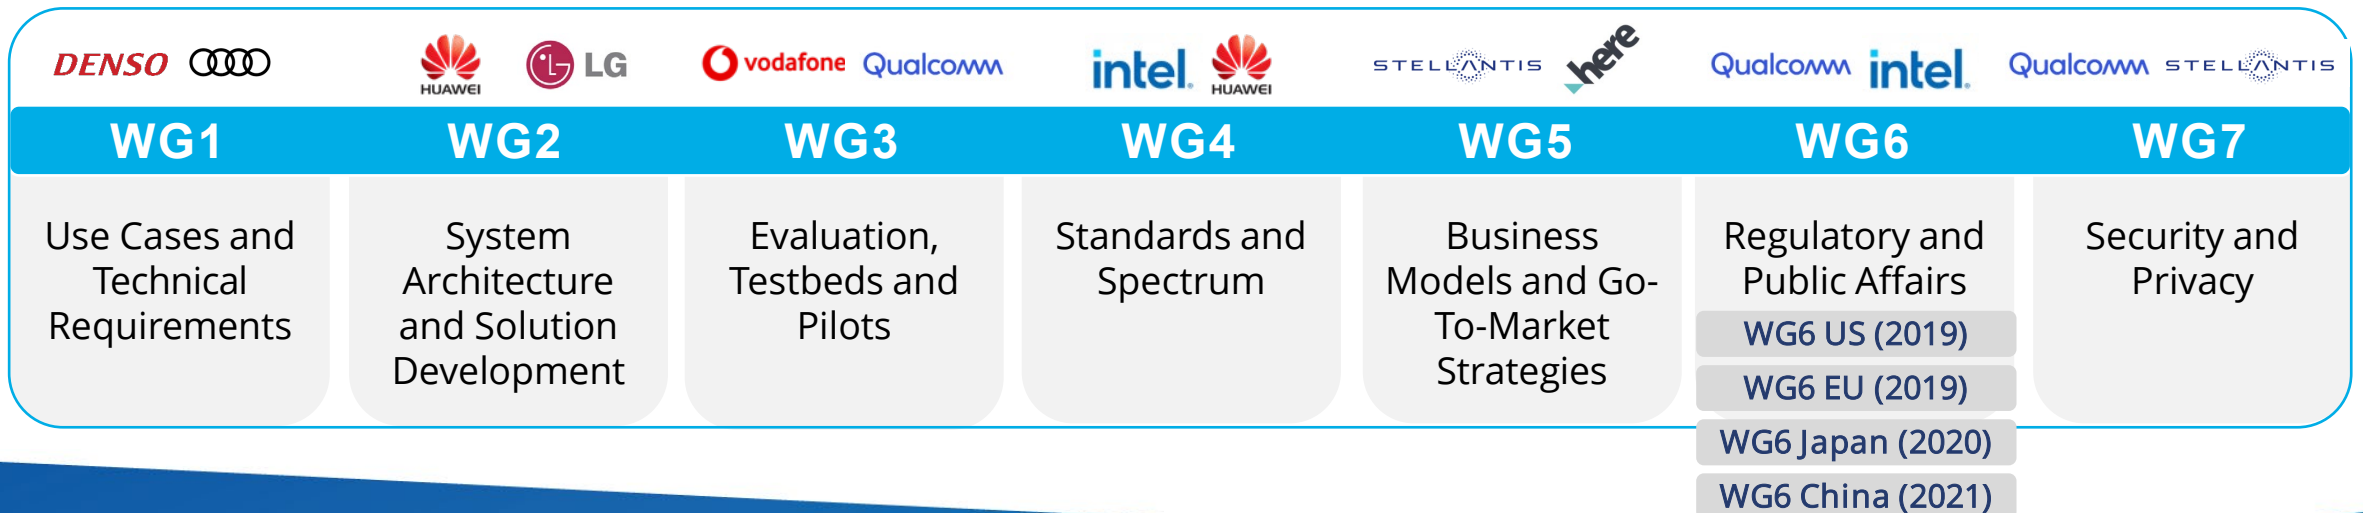 DENSO
HUAWEI LG
vodafone Qualcomm
intel. HUAWEI
STELLANTIS here
Qualcomm intel.
Qualcomm STELLANTIS
WG1
Use Cases and
Technical
Requirements
WG2
System
Architecture
and Solution
Development
WG3
Evaluation,
Testbeds and
Pilots
WG4
Standards and
Spectrum
WG5
Business
Models and Go-
To-Market
Strategies
WG6
Regulatory and
Public Affairs
WG6 US (2019)
WG6 EU (2019)
WG6 Japan (2020)
WG6 China (2021)
WG7
Security and
Privacy